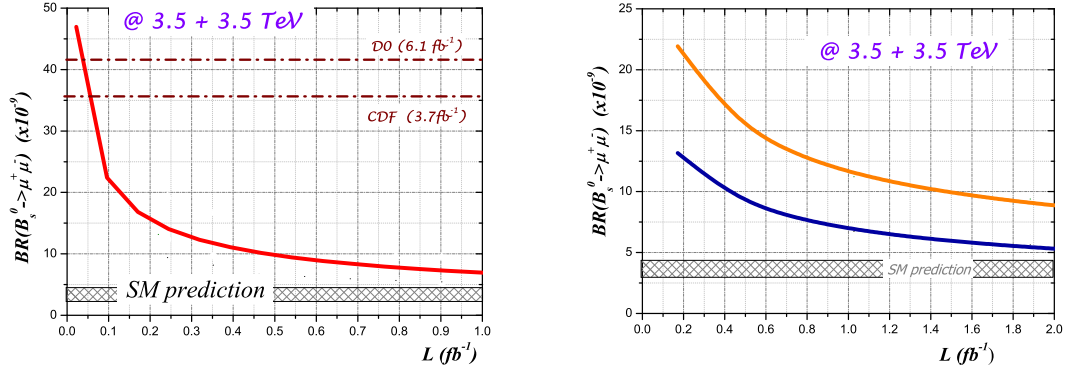 @ 3.5 + 3.5 TeV
D0 (6.1 fb⁻¹)
CDF (3.7fb⁻¹)
SM prediction
BR(B⁰ₛ->μ⁺μ⁻) (x10⁻⁹)
50
40
30
20
10
0
0.0 0.1 0.2 0.3 0.4 0.5 0.6 0.7 0.8 0.9 1.0
L (fb⁻¹)
@ 3.5 + 3.5 TeV
SM prediction
BR(B⁰ₛ->μ⁺μ⁻) (x10⁻⁹)
25
20
15
10
5
0
0.0 0.2 0.4 0.6 0.8 1.0 1.2 1.4 1.6 1.8 2.0
L (fb⁻¹)